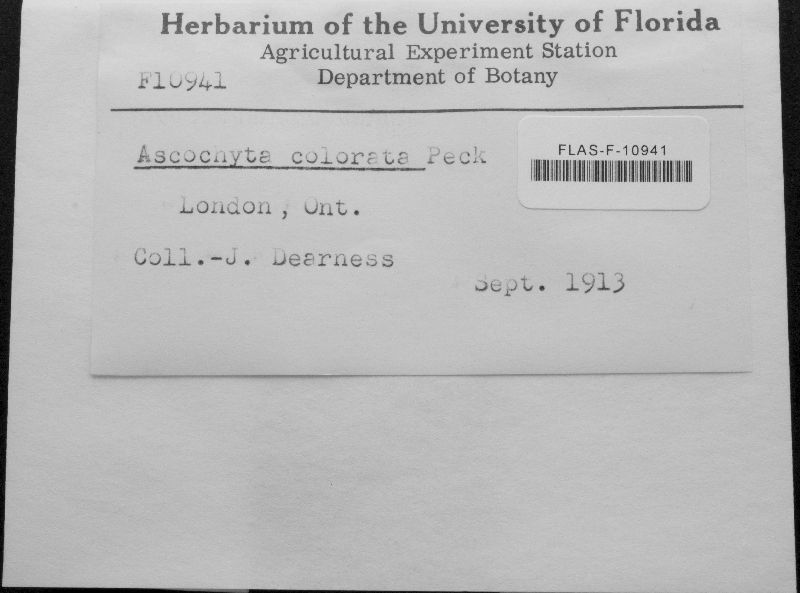 Herbarium of the University of Florida
Agricultural Experiment Station
Department of Botany
F10941
Ascochyta colorata Peck
FLAS-F-10941
London, Ont.
Coll.-J. Dearness
Sept. 1913